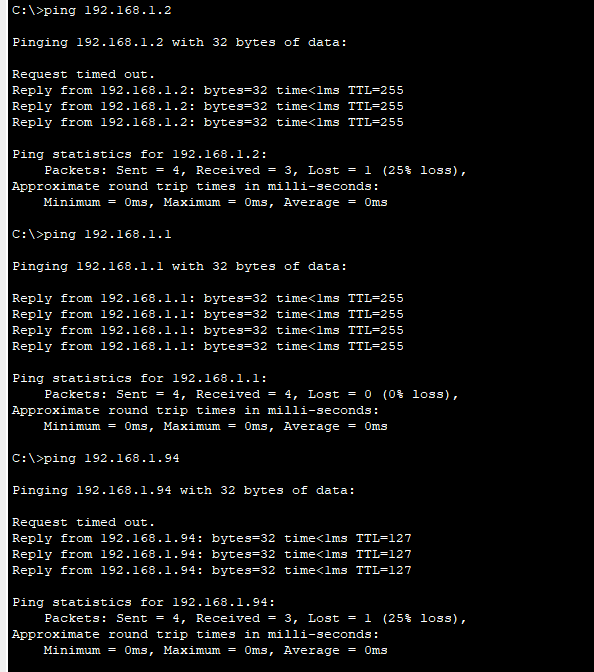 C:\>ping 192.168.1.2
Pinging 192.168.1.2 with 32 bytes of data:
Request timed out.
Reply from 192.168.1.2: bytes=32 time<1ms TTL=255
Reply from 192.168.1.2: bytes=32 time<1ms TTL=255
Reply from 192.168.1.2: bytes=32 time<1ms TTL=255
Ping statistics for 192.168.1.2:
    Packets: Sent = 4, Received = 3, Lost = 1 (25% loss),
Approximate round trip times in milli-seconds:
    Minimum = 0ms, Maximum = 0ms, Average = 0ms
C:\>ping 192.168.1.1
Pinging 192.168.1.1 with 32 bytes of data:
Reply from 192.168.1.1: bytes=32 time<1ms TTL=255
Reply from 192.168.1.1: bytes=32 time<1ms TTL=255
Reply from 192.168.1.1: bytes=32 time<1ms TTL=255
Reply from 192.168.1.1: bytes=32 time<1ms TTL=255
Ping statistics for 192.168.1.1:
    Packets: Sent = 4, Received = 4, Lost = 0 (0% loss),
Approximate round trip times in milli-seconds:
    Minimum = 0ms, Maximum = 0ms, Average = 0ms
C:\>ping 192.168.1.94
Pinging 192.168.1.94 with 32 bytes of data:
Request timed out.
Reply from 192.168.1.94: bytes=32 time<1ms TTL=127
Reply from 192.168.1.94: bytes=32 time<1ms TTL=127
Reply from 192.168.1.94: bytes=32 time<1ms TTL=127
Ping statistics for 192.168.1.94:
    Packets: Sent = 4, Received = 3, Lost = 1 (25% loss),
Approximate round trip times in milli-seconds:
    Minimum = 0ms, Maximum = 0ms, Average = 0ms